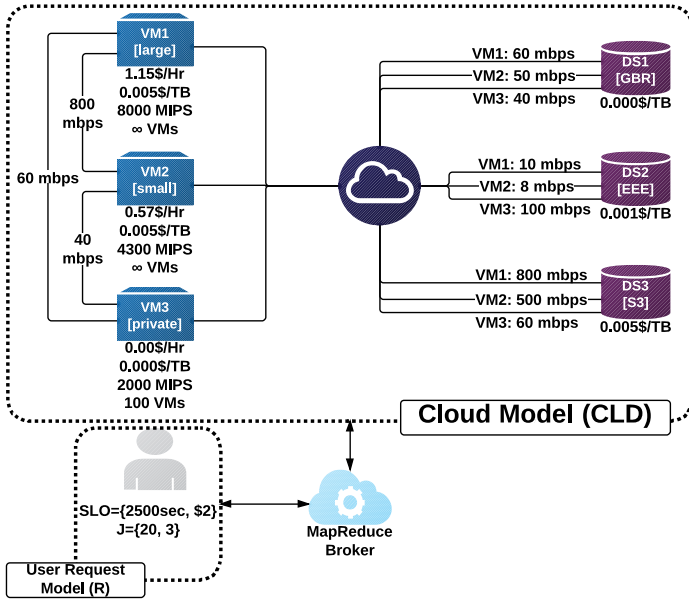 VM1
[large]
1.15$/Hr
0.005$/TB
8000 MIPS
∞ VMs
800
mbps
60 mbps
VM2
[small]
0.57$/Hr
0.005$/TB
4300 MIPS
∞ VMs
40
mbps
VM3
[private]
0.00$/Hr
0.000$/TB
2000 MIPS
100 VMs
VM1: 60 mbps
VM2: 50 mbps
VM3: 40 mbps
DS1
[GBR]
0.000$/TB
VM1: 10 mbps
VM2: 8 mbps
VM3: 100 mbps
DS2
[EEE]
0.001$/TB
VM1: 800 mbps
VM2: 500 mbps
VM3: 60 mbps
DS3
[S3]
0.005$/TB
Cloud Model (CLD)
SLO={2500sec, $2}
J={20, 3}
MapReduce
Broker
User Request
Model (R)